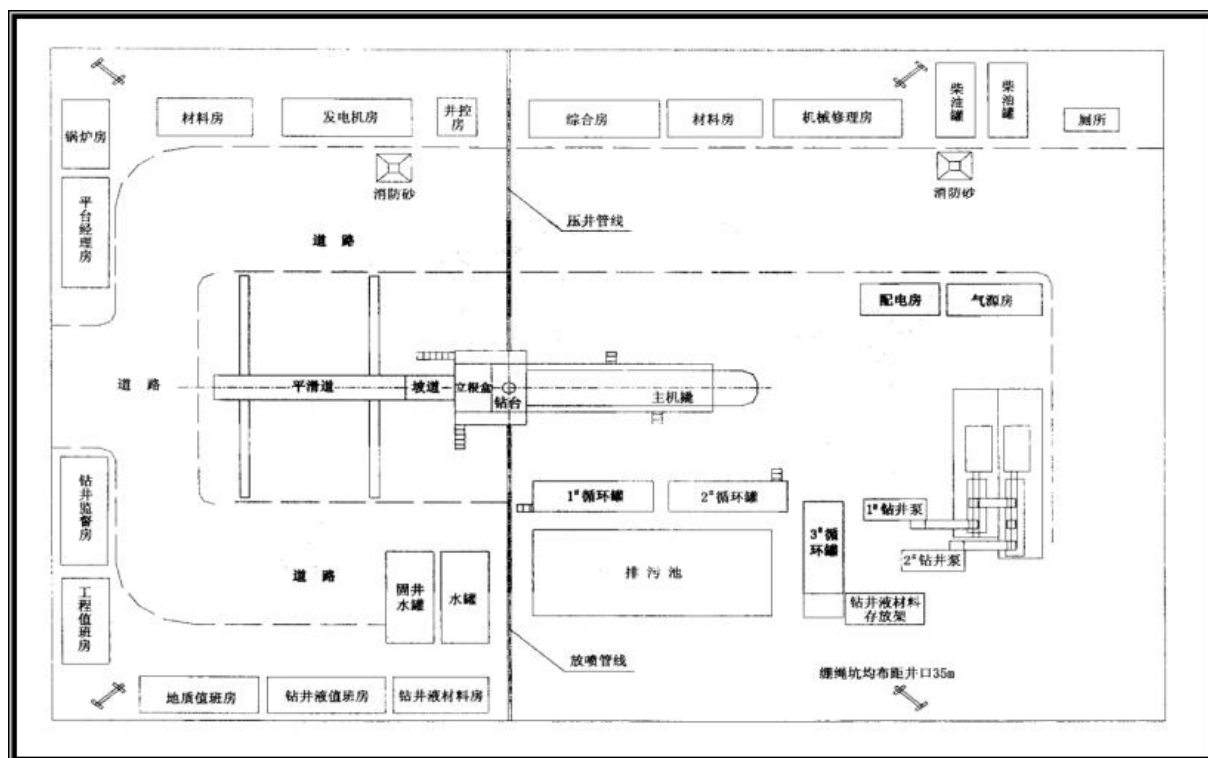 柴油罐
柴油罐
锅炉房
材料房
发电机房
井控
房
综合房
材料房
机械修理房
厕所
消防砂
消防砂
平台经理房
压井管线
道路
配电房
气源房
道路
平滑道
坡道
立根盒
钻台
主机撬
钻井监督房
1#循环罐
2#循环罐
3#循
环罐
1#钻井泵
2#钻井泵
排污池
道路
固井
水罐
水罐
工程值班房
钻井液材料
存放架
放喷管线
绷绳坑均布距井口35m
地质值班房
钻井液值班房
钻井液材料房